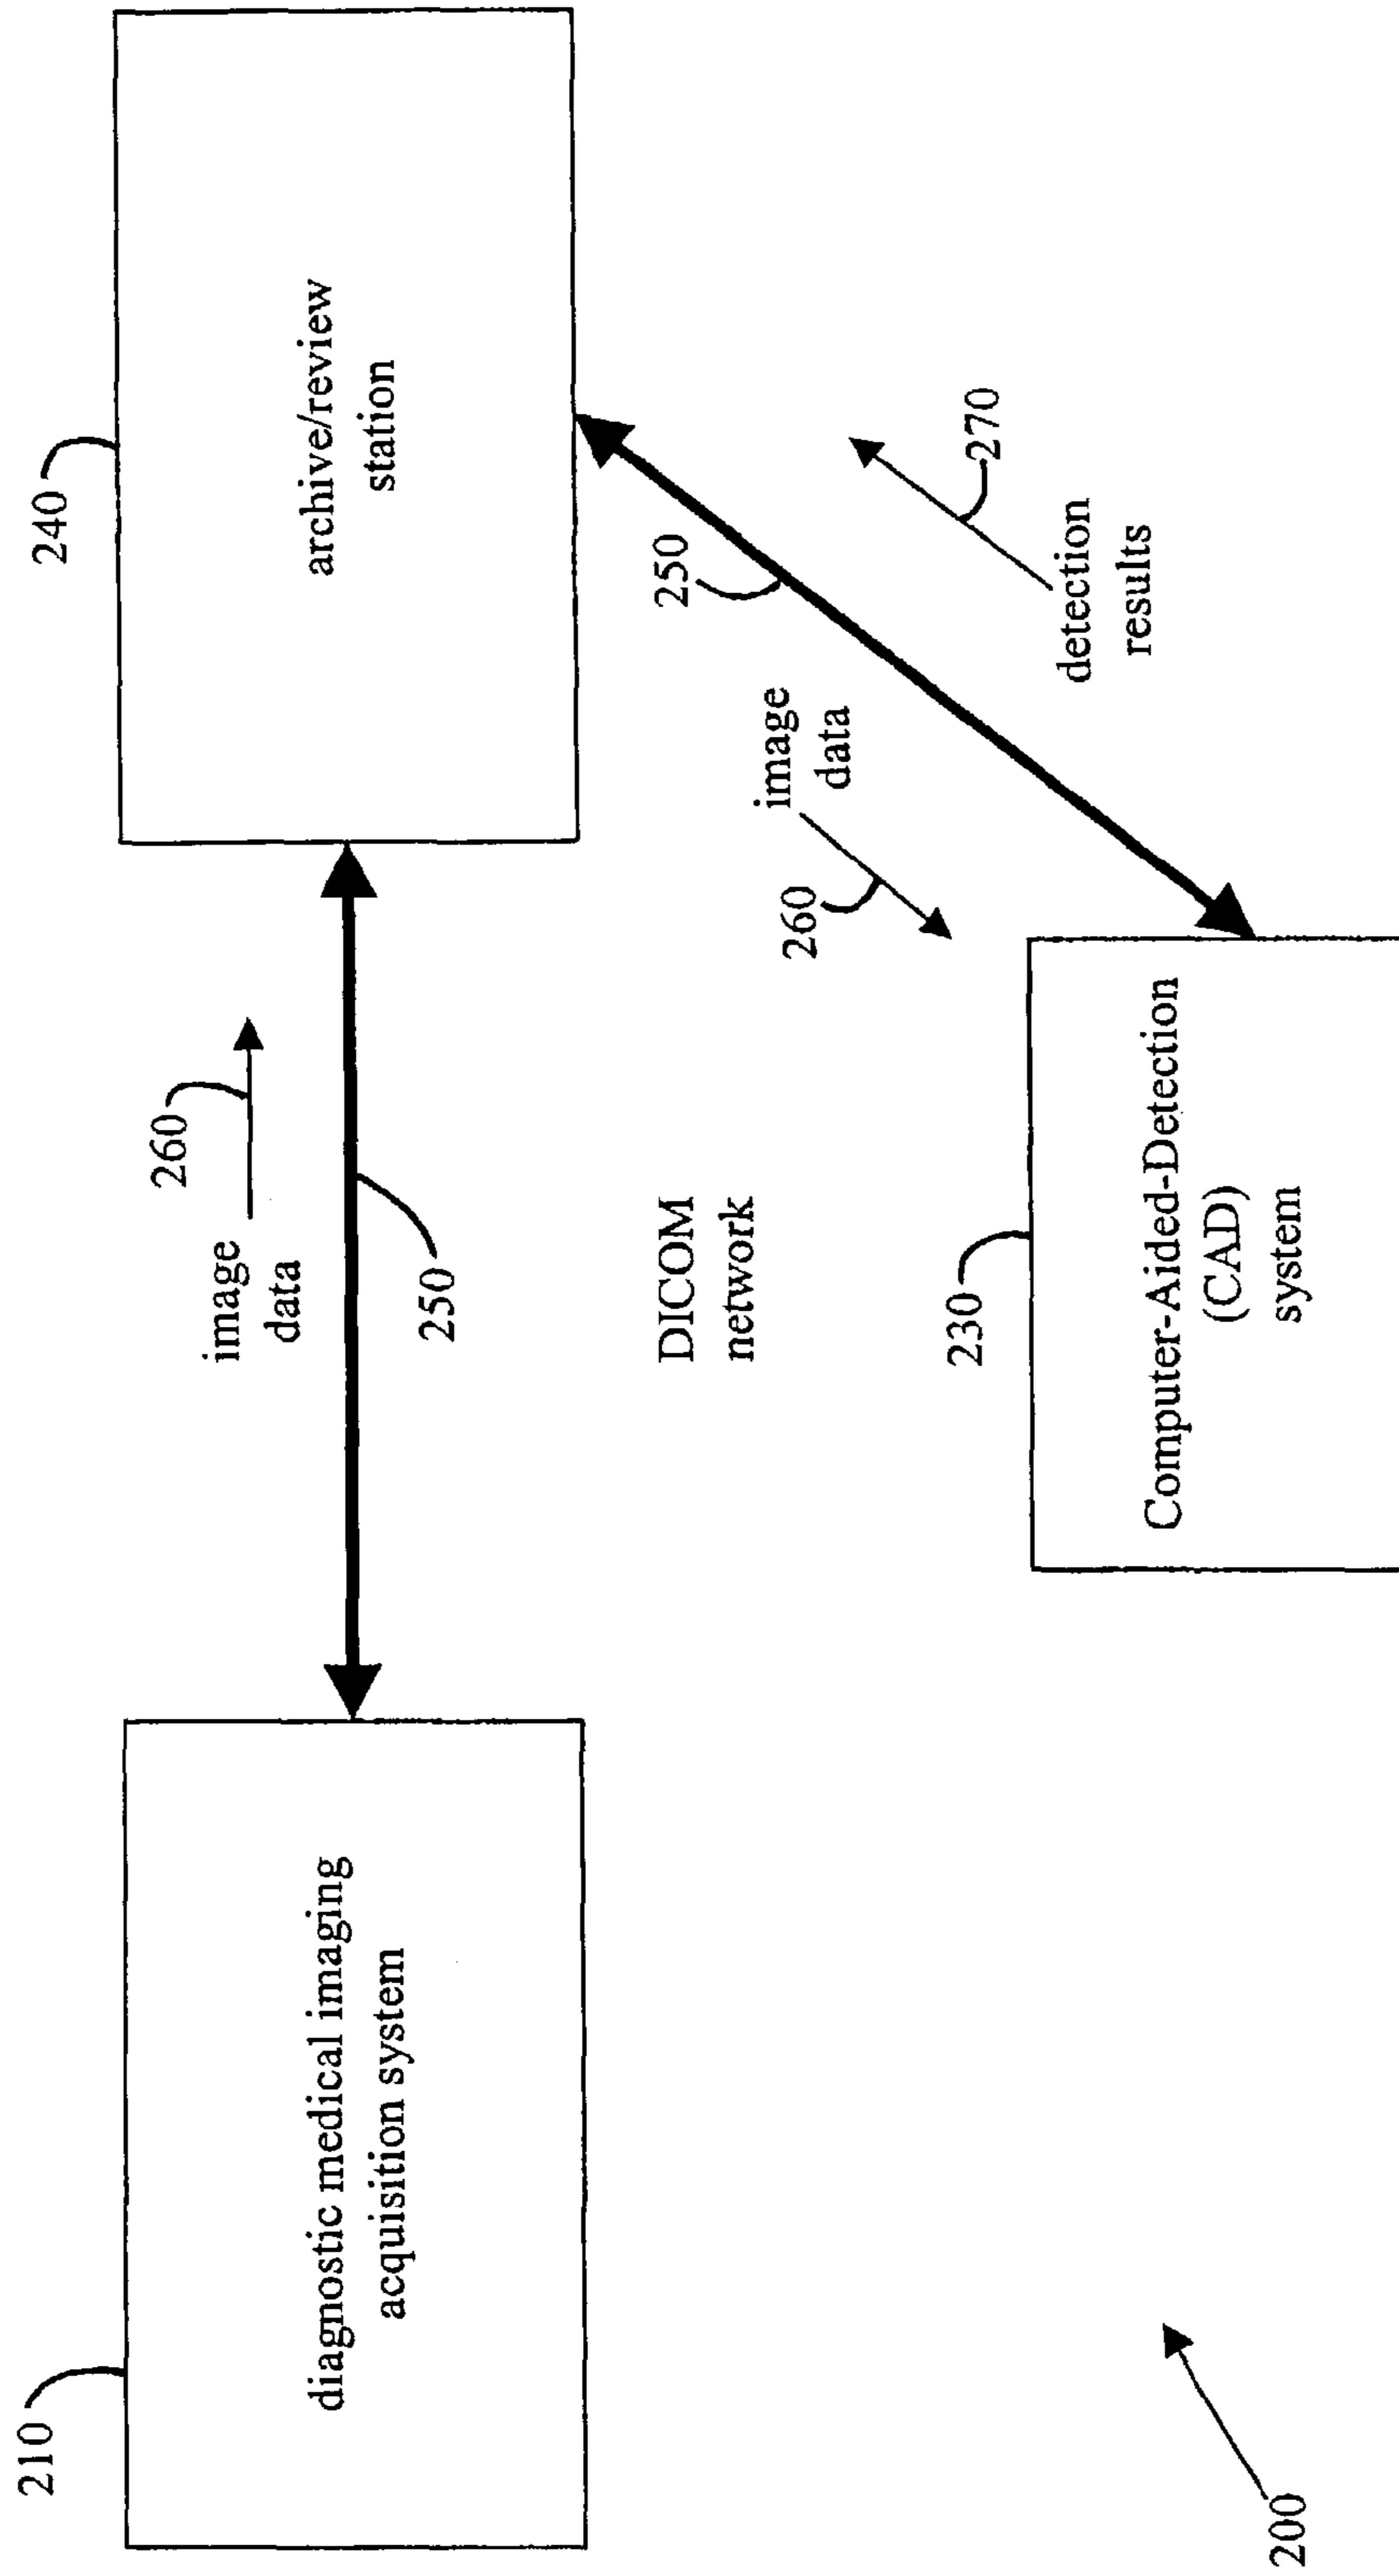 210
diagnostic medical imaging
acquisition system
image
data
260
250
240
archive/review
station
DICOM
network
250
image
data
260
270
detection
results
230
Computer-Aided-Detection
(CAD)
system
200